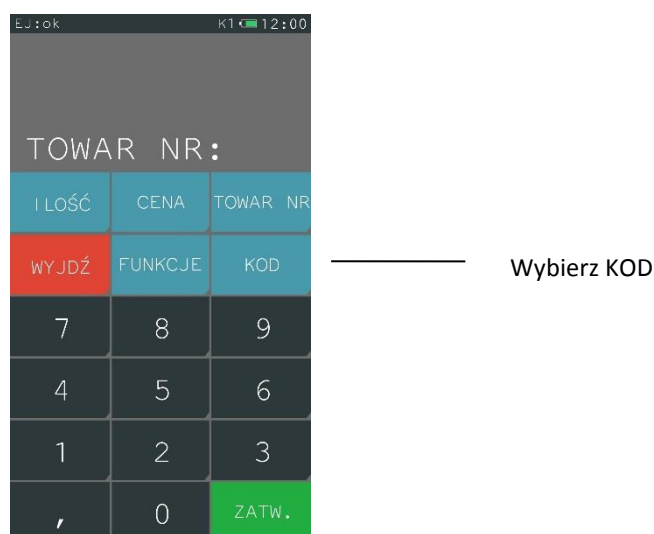 EJ:ok K1 12:00
TOWAR NR:
ILOŚĆ CENA TOWAR NR
WYJDŹ FUNKCJE KOD
Wybierz KOD
7 8 9
4 5 6
1 2 3
, 0 ZATW.